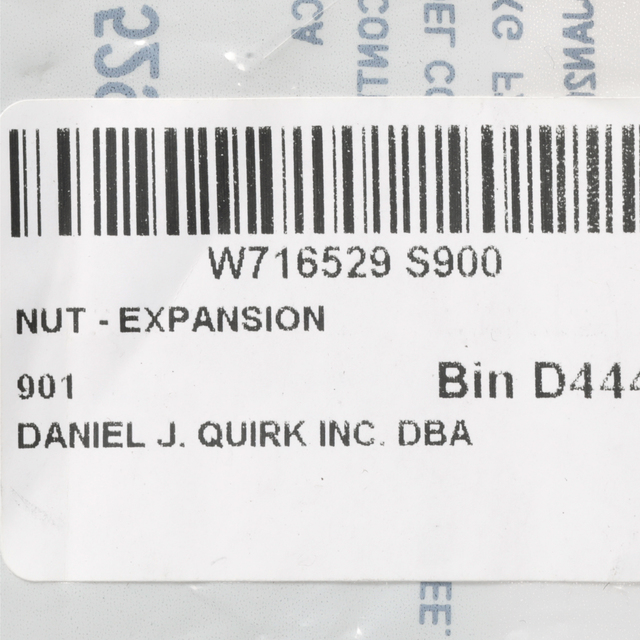 W716529 S900
NUT - EXPANSION
901
Bin D444
DANIEL J. QUIRK INC. DBA